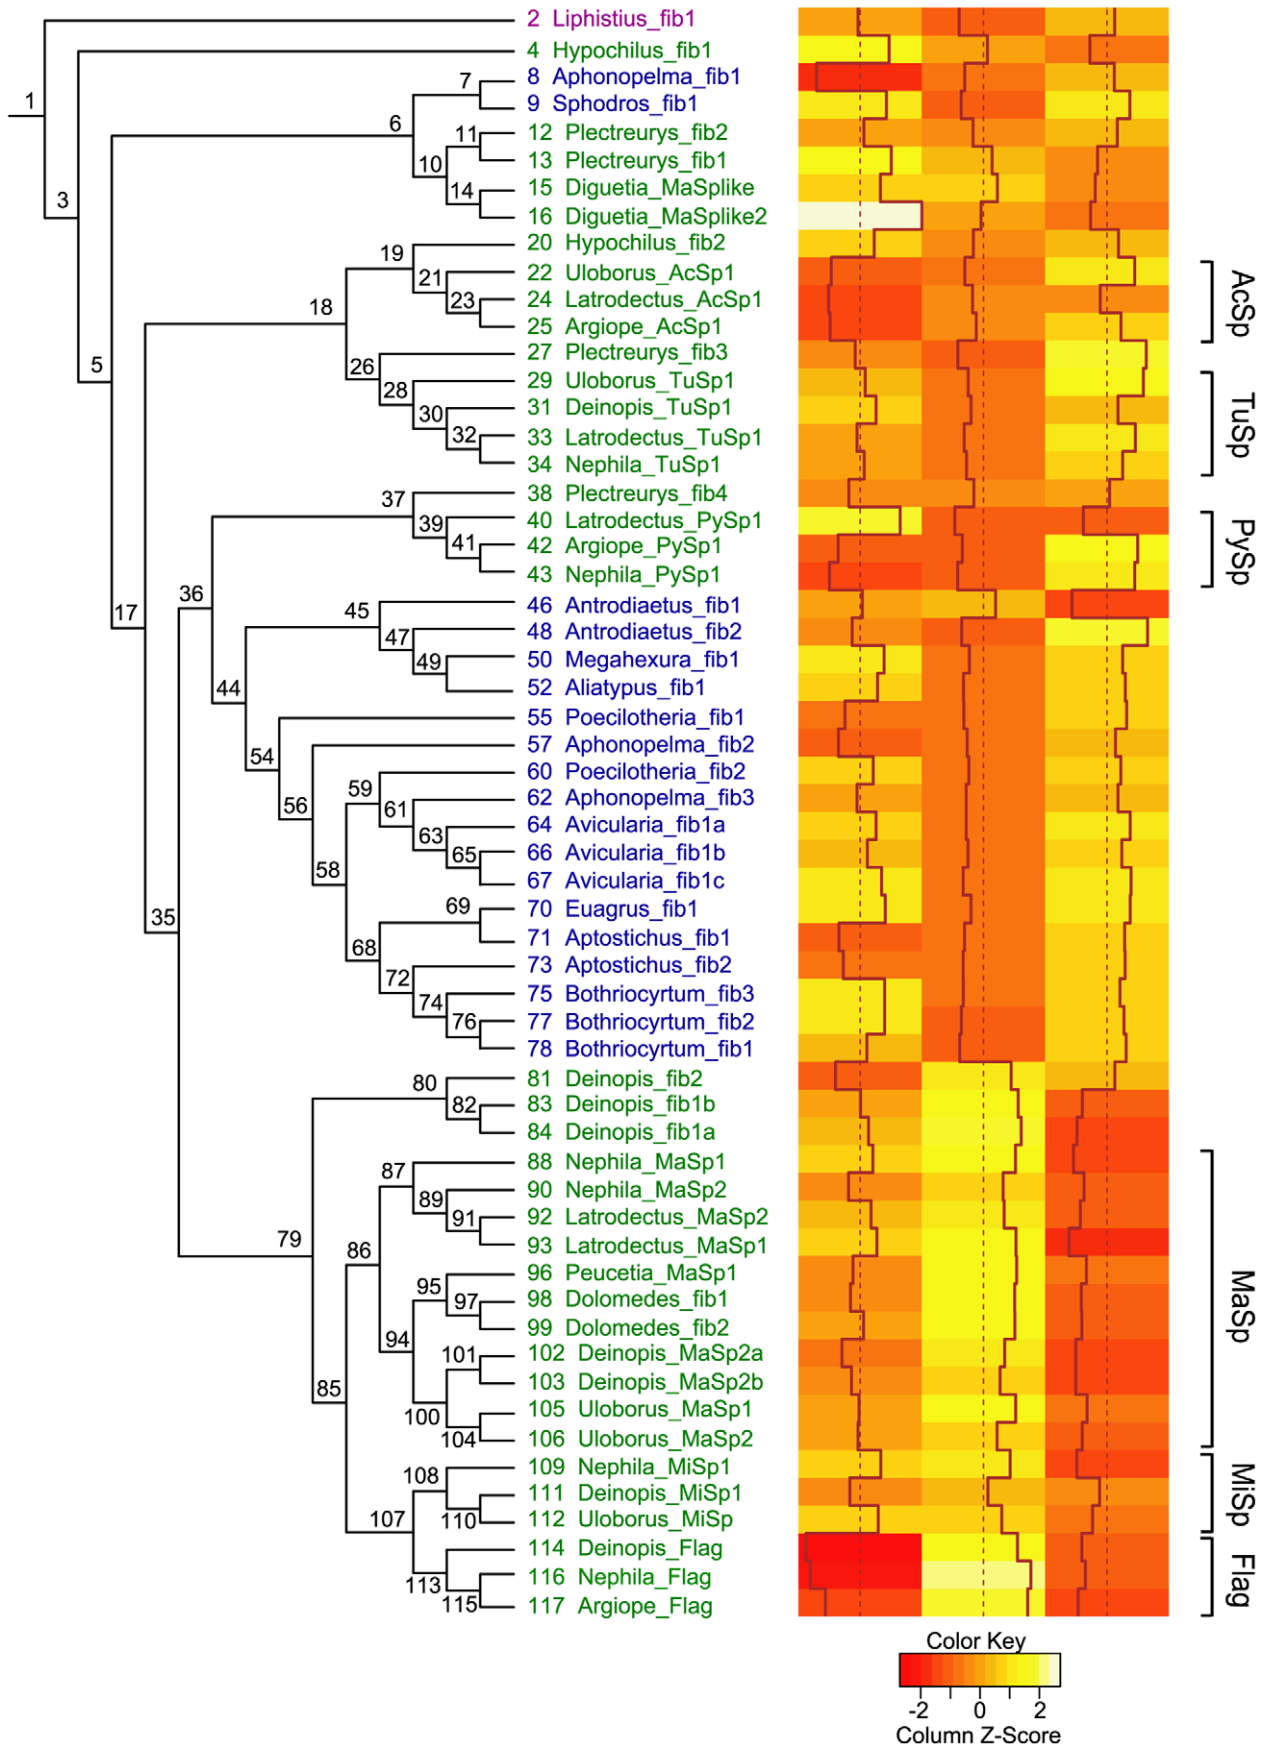 1
2 Liphistius_fib1
3
4 Hypochilus_fib1
5
6
7
8 Aphonopelma_fib1
9 Sphodros_fib1
10
11
12 Plectreurys_fib2
13 Plectreurys_fib1
14
15 Diguetia_MaSplike
16 Diguetia_MaSplike2
17
18
19
20 Hypochilus_fib2
21
22 Uloborus_AcSp1
23
24 Latrodectus_AcSp1
25 Argiope_AcSp1
AcSp
26
27 Plectreurys_fib3
28
29 Uloborus_TuSp1
30
31 Deinopis_TuSp1
32
33 Latrodectus_TuSp1
34 Nephila_TuSp1
TuSp
35
36
37
38 Plectreurys_fib4
39
40 Latrodectus_PySp1
41
42 Argiope_PySp1
43 Nephila_PySp1
PySp
44
45
46 Antrodiaetus_fib1
47
48 Antrodiaetus_fib2
49
50 Megahexura_fib1
52 Aliatypus_fib1
54
55 Poecilotheria_fib1
56
57 Aphonopelma_fib2
58
59
60 Poecilotheria_fib2
61
62 Aphonopelma_fib3
63
64 Avicularia_fib1a
65
66 Avicularia_fib1b
67 Avicularia_fib1c
68
69
70 Euagrus_fib1
71 Aptostichus_fib1
72
73 Aptostichus_fib2
74
75 Bothriocyrtum_fib3
76
77 Bothriocyrtum_fib2
78 Bothriocyrtum_fib1
79
80
81 Deinopis_fib2
82
83 Deinopis_fib1b
84 Deinopis_fib1a
85
86
87
88 Nephila_MaSp1
89
90 Nephila_MaSp2
91
92 Latrodectus_MaSp2
93 Latrodectus_MaSp1
94
95
96 Peucetia_MaSp1
97
98 Dolomedes_fib1
99 Dolomedes_fib2
100
101
102 Deinopis_MaSp2a
103 Deinopis_MaSp2b
104
105 Uloborus_MaSp1
106 Uloborus_MaSp2
MaSp
107
108
109 Nephila_MiSp1
110
111 Deinopis_MiSp1
112 Uloborus_MiSp
MiSp
113
114 Deinopis_Flag
115
116 Nephila_Flag
117 Argiope_Flag
Flag
Color Key
-2 0 2
Column Z-Score